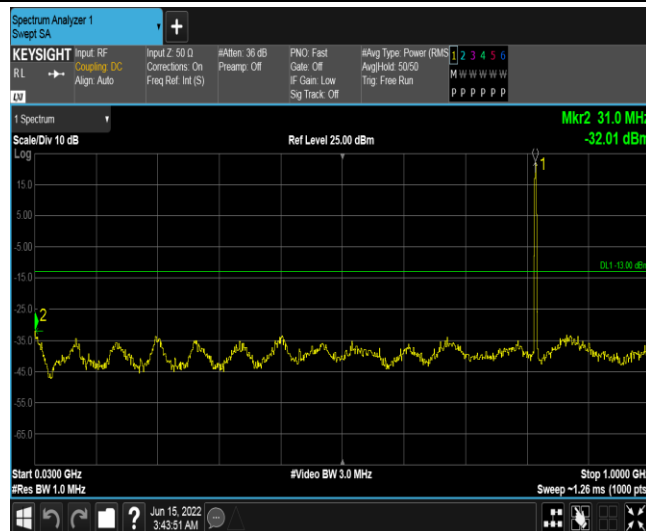 Spectrum Analyzer 1
Swept SA
+
KEYSIGHT
RL
LXI
Input: RF
Coupling: DC
Align: Auto
Input Z: 50 Ω
Corrections: On
Freq Ref: Int (S)
#Atten: 36 dB
Preamp: Off
PNO: Fast
Gate: Off
IF Gain: Low
Sig Track: Off
#Avg Type: Power (RMS
Avg|Hold: 50/50
Trig: Free Run
1 2 3 4 5 6
M W W W W W
P P P P P P
1 Spectrum
Mkr2 31.0 MHz
Scale/Div 10 dB
Ref Level 25.00 dBm
-32.01 dBm
Log
1
15.0
5.00
-5.00
DL1 -13.00 dBm
-15.0
-25.0
2
-35.0
-45.0
-55.0
-65.0
Start 0.0300 GHz
#Video BW 3.0 MHz
Stop 1.0000 GHz
#Res BW 1.0 MHz
Sweep ~1.26 ms (1000 pts
?
Jun 15, 2022
3:43:51 AM